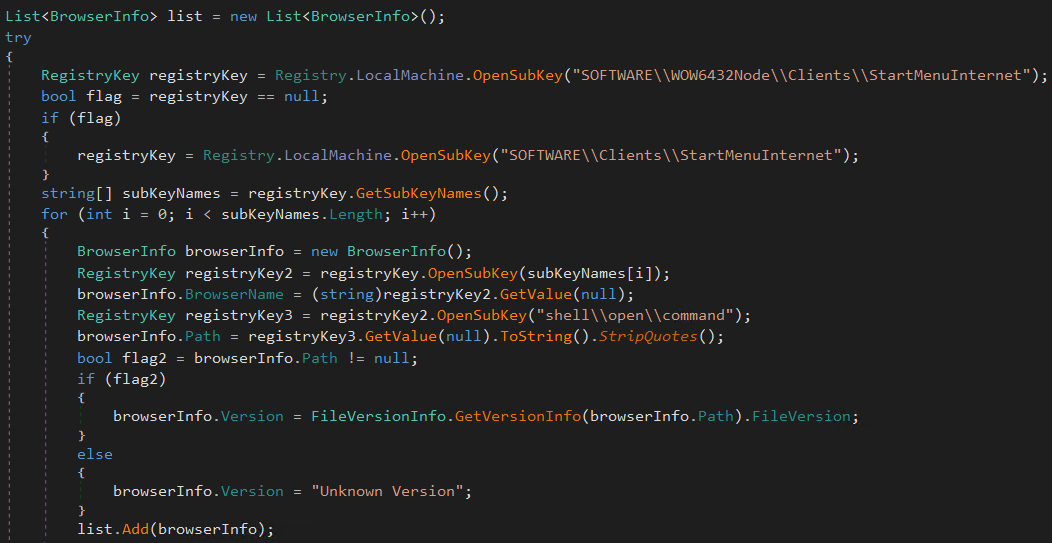 List<BrowserInfo> list = new List<BrowserInfo>();
try
{
RegistryKey registryKey = Registry.LocalMachine.OpenSubKey("SOFTWARE\\WOW6432Node\\Clients\\StartMenuInternet");
bool flag = registryKey == null;
if (flag)
{
registryKey = Registry.LocalMachine.OpenSubKey("SOFTWARE\\Clients\\StartMenuInternet");
}
string[] subKeyNames = registryKey.GetSubKeyNames();
for (int i = 0; i < subKeyNames.Length; i++)
{
BrowserInfo browserInfo = new BrowserInfo();
RegistryKey registryKey2 = registryKey.OpenSubKey(subKeyNames[i]);
browserInfo.BrowserName = (string)registryKey2.GetValue(null);
RegistryKey registryKey3 = registryKey2.OpenSubKey("shell\\open\\command");
browserInfo.Path = registryKey3.GetValue(null).ToString().StripQuotes();
bool flag2 = browserInfo.Path != null;
if (flag2)
{
browserInfo.Version = FileVersionInfo.GetVersionInfo(browserInfo.Path).FileVersion;
}
else
{
browserInfo.Version = "Unknown Version";
}
list.Add(browserInfo);